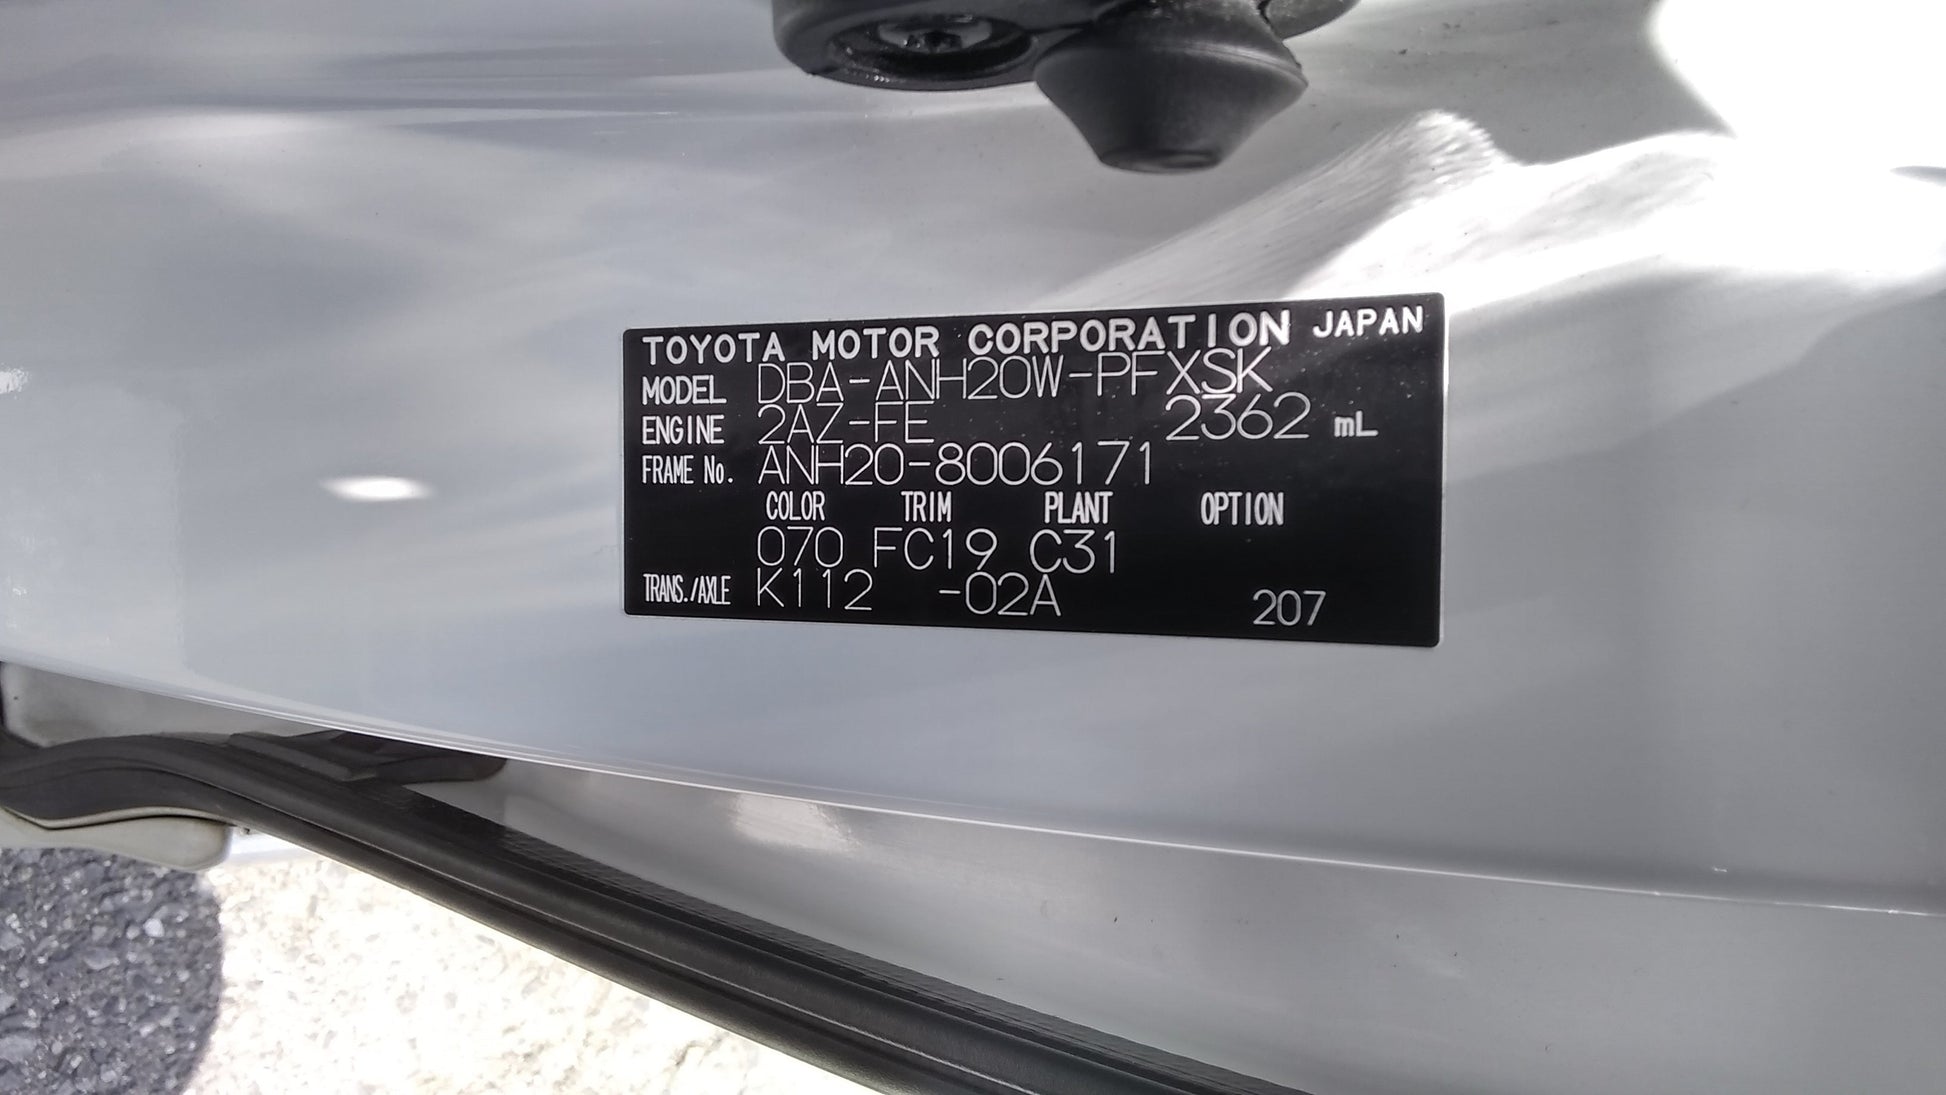 TOYOTA MOTOR CORPORATION JAPAN
MODEL DBA-ANH20W-PFXSK
ENGINE 2AZ-FE 2362 mL
FRAME No. ANH20-8006171
COLOR TRIM PLANT OPTION
070 FC19 C31
TRANS./AXLE K112 -02A 207